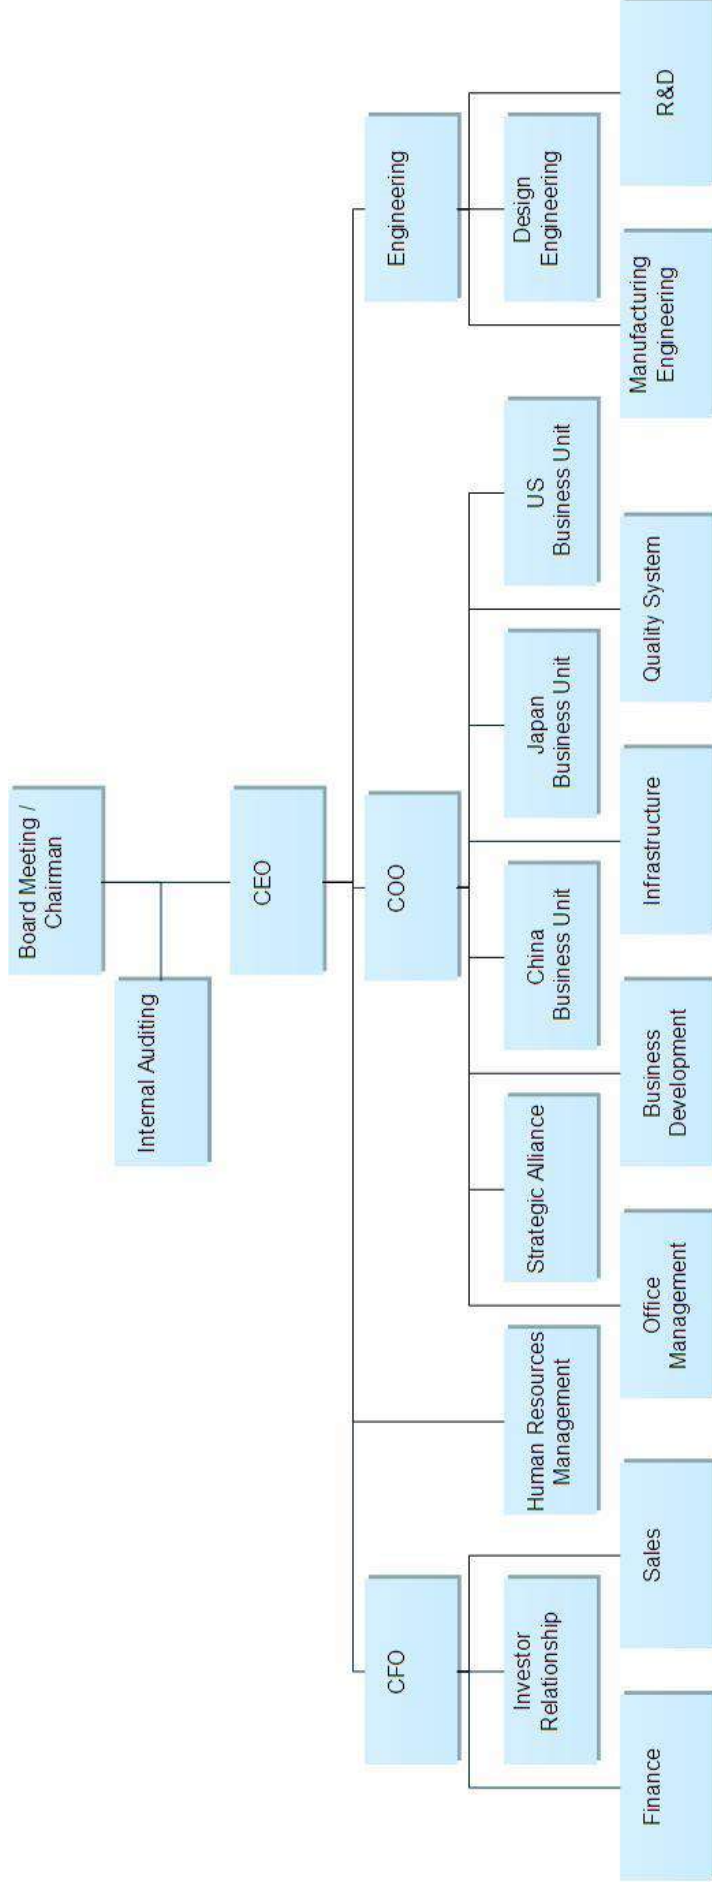 Board Meeting /
Chairman
Internal Auditing
CEO
CFO
COO
Engineering
Investor
Relationship
Human Resources
Management
Strategic Alliance
China
Business Unit
Japan
Business Unit
US
Business Unit
Design
Engineering
Finance
Sales
Office
Management
Business
Development
Infrastructure
Quality System
Manufacturing
Engineering
R&D